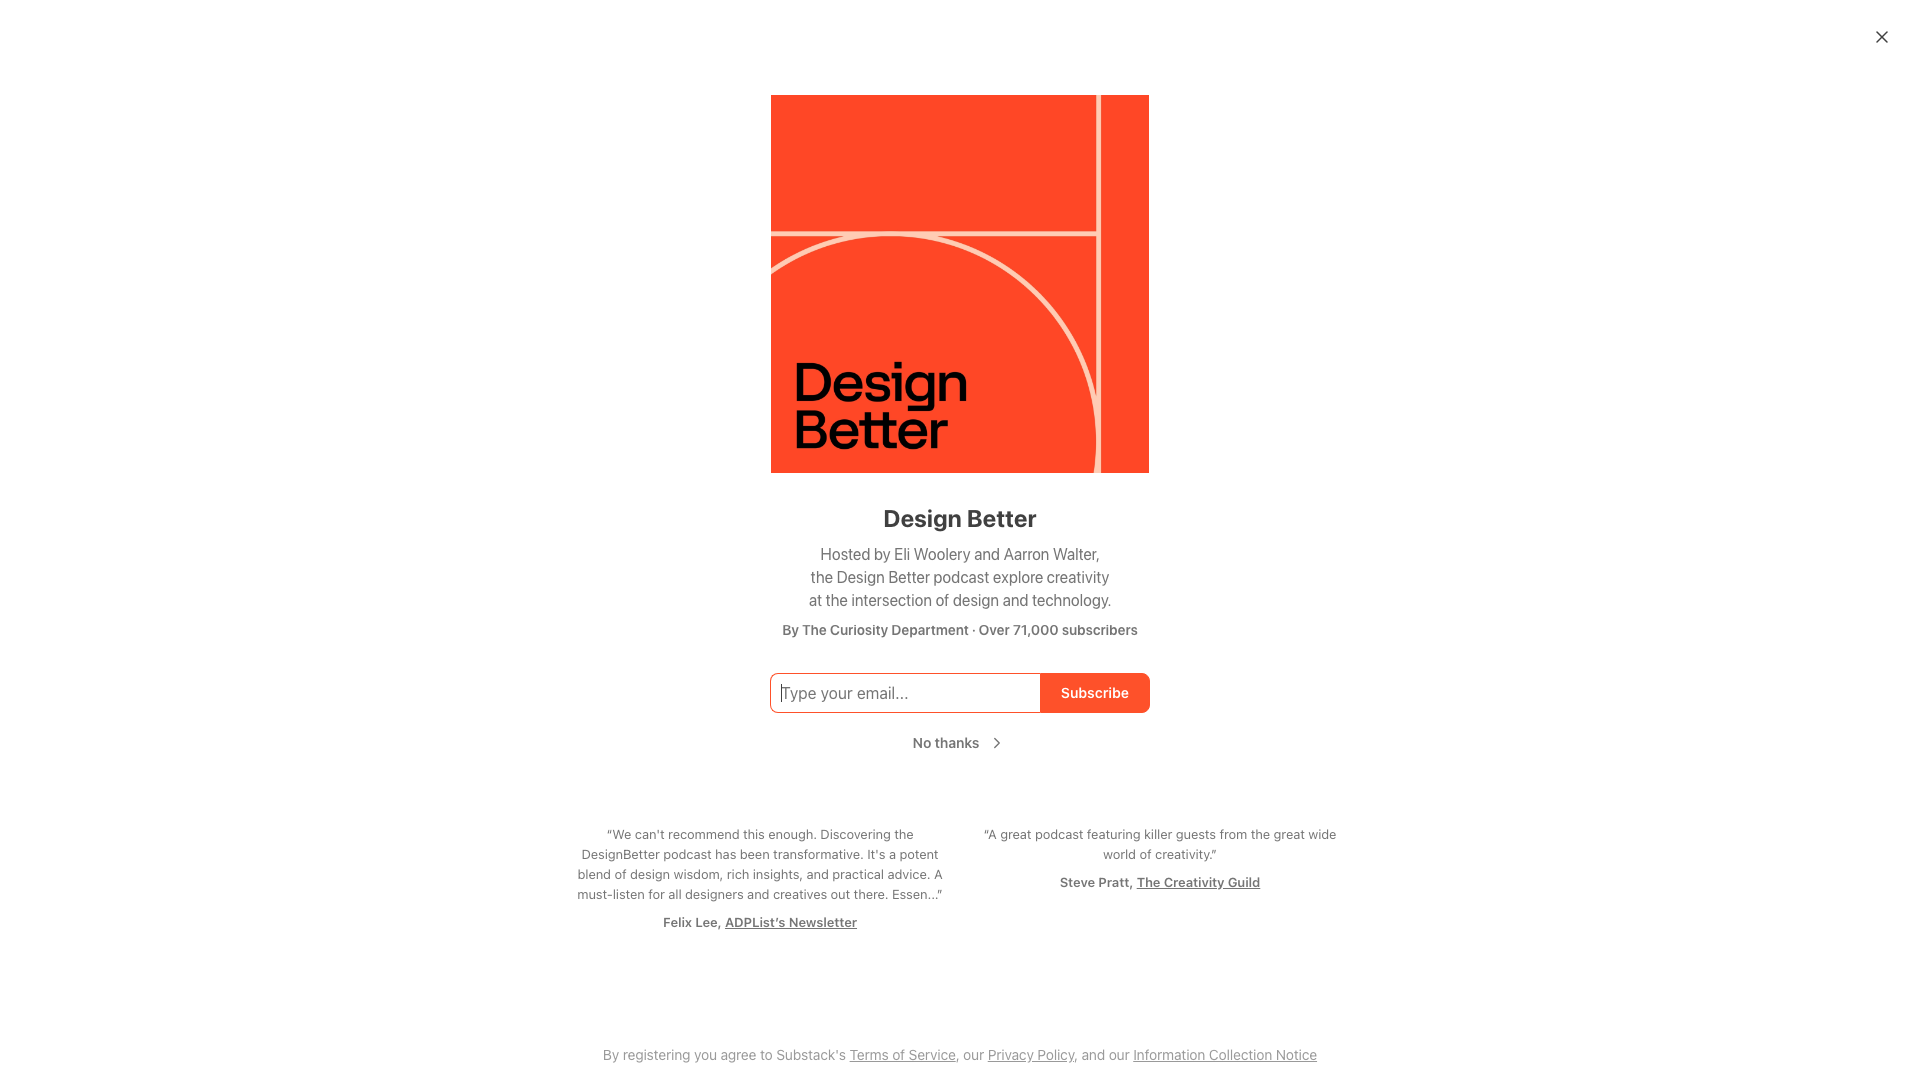 Design
Better
Design Better
Hosted by Eli Woolery and Aarron Walter,
the Design Better podcast explore creativity
at the intersection of design and technology.
By The Curiosity Department · Over 71,000 subscribers
Type your email...
Subscribe
No thanks
“We can't recommend this enough. Discovering the
DesignBetter podcast has been transformative. It's a potent
blend of design wisdom, rich insights, and practical advice. A
must-listen for all designers and creatives out there. Essen...”
Felix Lee, ADPList’s Newsletter
“A great podcast featuring killer guests from the great wide
world of creativity.”
Steve Pratt, The Creativity Guild
By registering you agree to Substack's Terms of Service, our Privacy Policy, and our Information Collection Notice